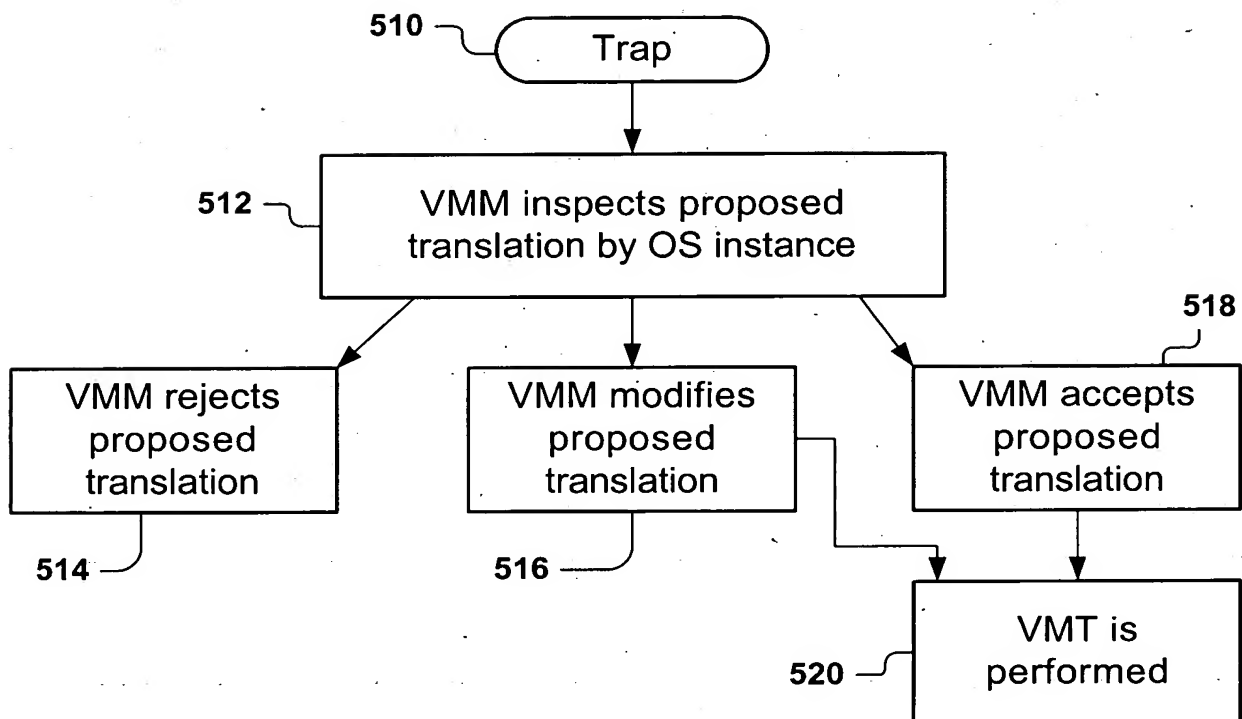 510
Trap
512
VMM inspects proposed
translation by OS instance
518
VMM rejects
proposed
translation
VMM modifies
proposed
translation
VMM accepts
proposed
translation
514
516
VMT is
performed
520